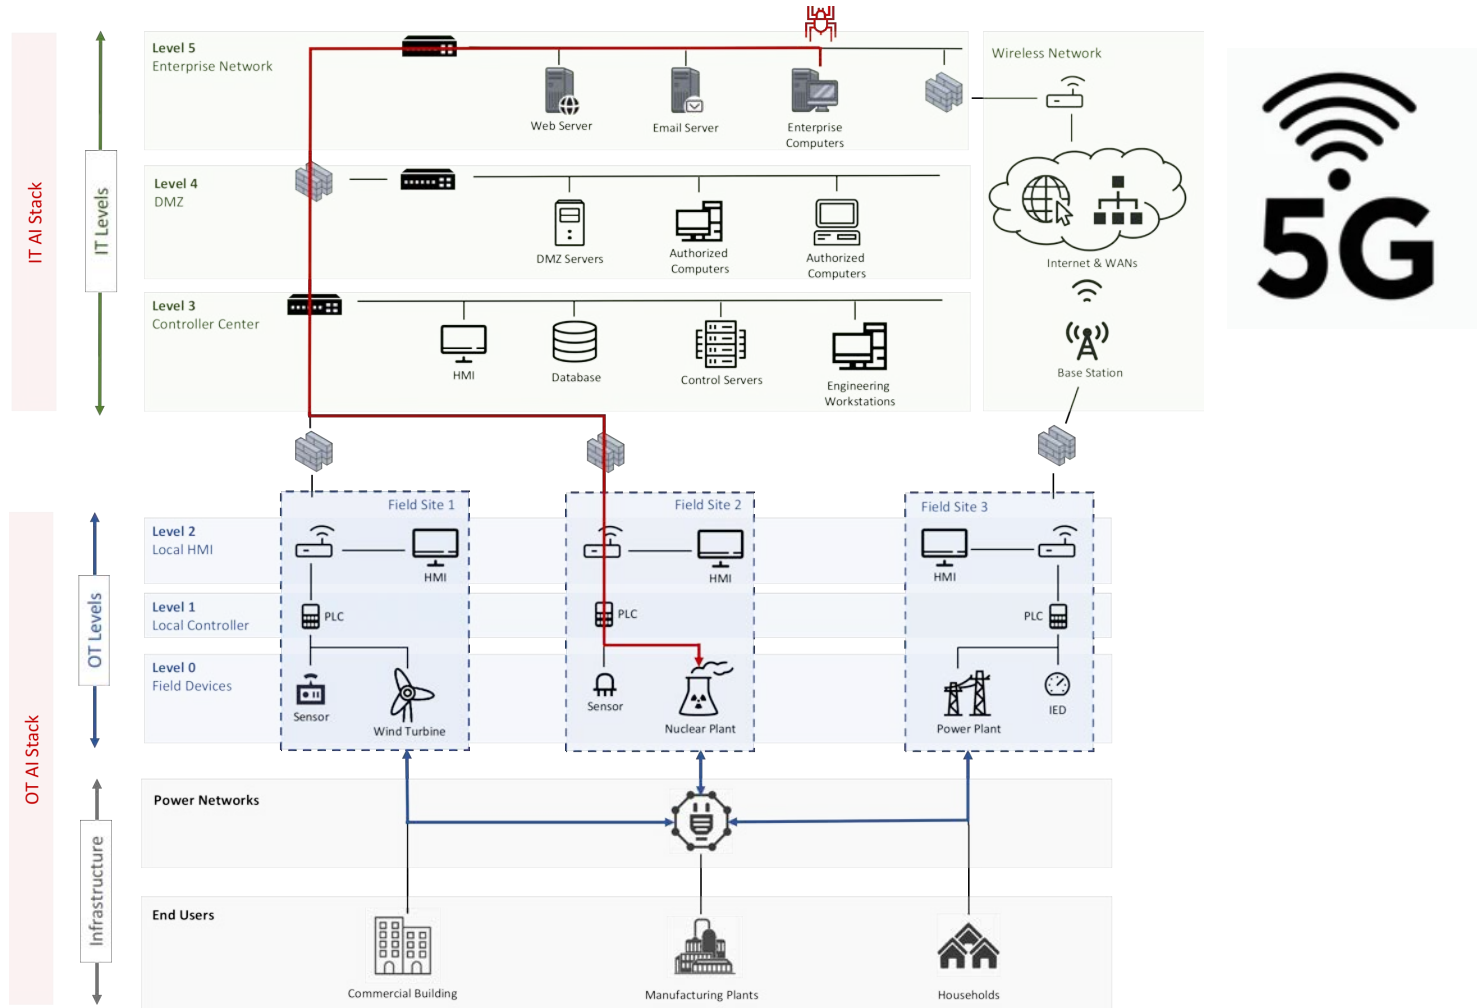 Level 5
Enterprise Network
Web Server
Email Server
Enterprise
Computers
Wireless Network
Internet & WANs
Base Station
5G
Level 4
DMZ
DMZ Servers
Authorized
Computers
Authorized
Computers
Level 3
Controller Center
HMI
Database
Control Servers
Engineering
Workstations
IT AI Stack
IT Levels
Field Site 1
Field Site 2
Field Site 3
Level 2
Local HMI
HMI
HMI
HMI
Level 1
Local Controller
PLC
PLC
PLC
Level 0
Field Devices
Sensor
Wind Turbine
Sensor
Nuclear Plant
Power Plant
IED
OT AI Stack
OT Levels
Infrastructure
Power Networks
End Users
Commercial Building
Manufacturing Plants
Households